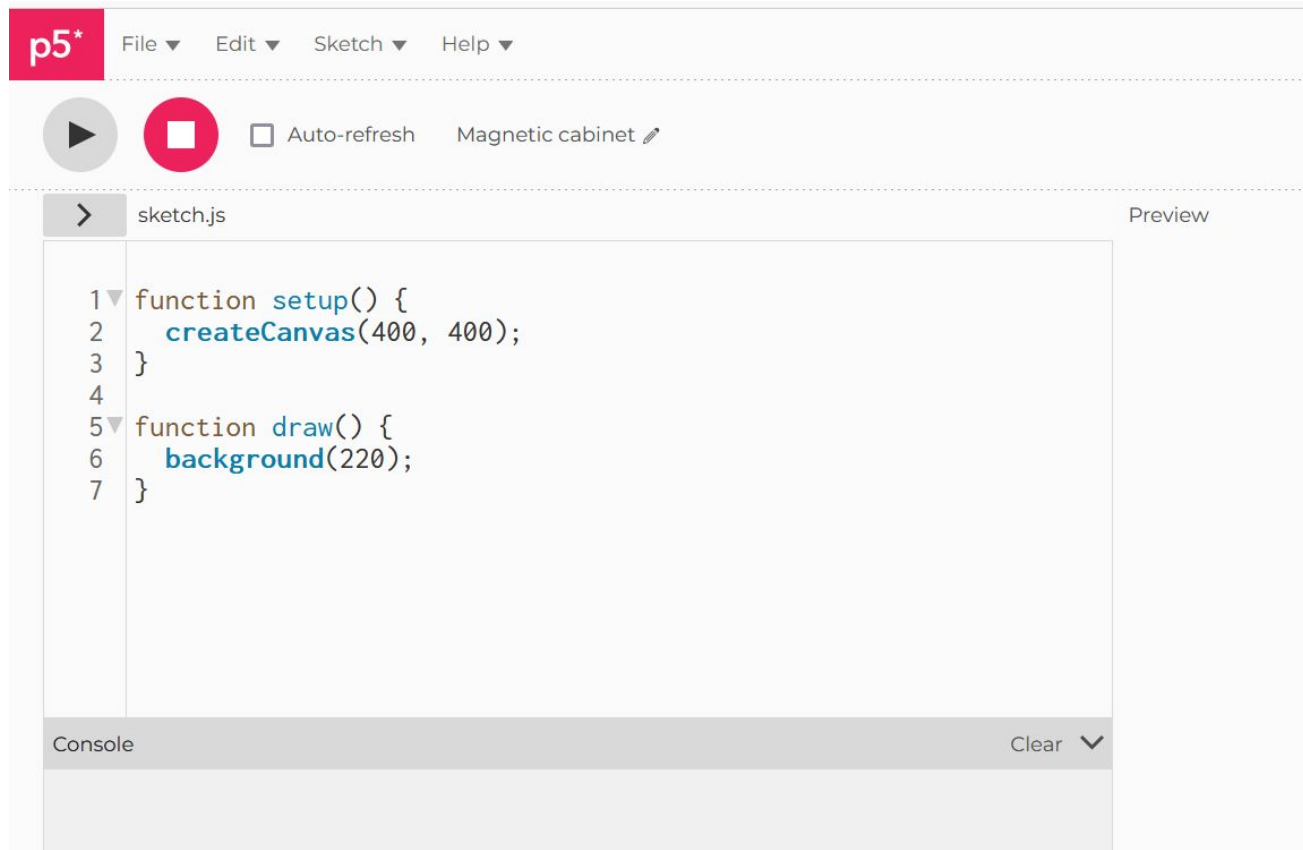 p5* File Edit Sketch Help
Auto-refresh Magnetic cabinet
sketch.js Preview
1 function setup() {
2   createCanvas(400, 400);
3 }
4
5 function draw() {
6   background(220);
7 }
Console Clear